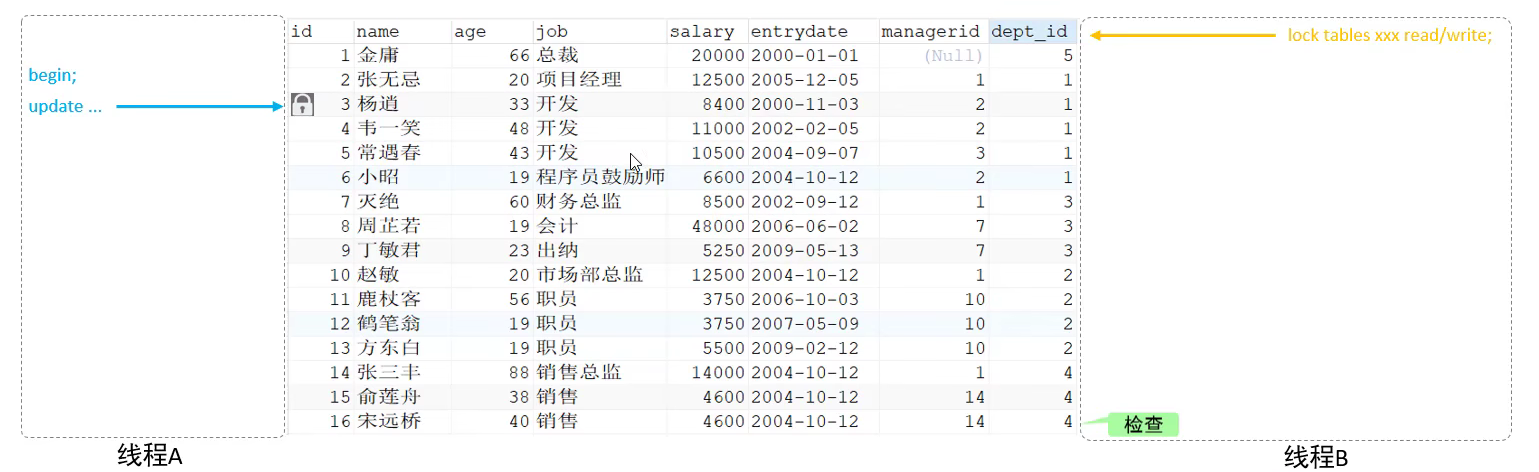 id name age job salary entrydate managerid dept_id
lock tables xxx read/write;
1 金庸 66 总裁 20000 2000-01-01 (Null) 5
begin;
2 张无忌 20 项目经理 12500 2005-12-05 1 1
update ...
3 杨逍 33 开发 8400 2000-11-03 2 1
4 韦一笑 48 开发 11000 2002-02-05 2 1
5 常遇春 43 开发 10500 2004-09-07 3 1
6 小昭 19 程序员鼓励师 6600 2004-10-12 2 1
7 灭绝 60 财务总监 8500 2002-09-12 1 3
8 周芷若 19 会计 48000 2006-06-02 7 3
9 丁敏君 23 出纳 5250 2009-05-13 7 3
10 赵敏 20 市场部总监 12500 2004-10-12 1 2
11 鹿杖客 56 职员 3750 2006-10-03 10 2
12 鹤笔翁 19 职员 3750 2007-05-09 10 2
13 方东白 19 职员 5500 2009-02-12 10 2
14 张三丰 88 销售总监 14000 2004-10-12 1 4
15 俞莲舟 38 销售 4600 2004-10-12 14 4
16 宋远桥 40 销售 4600 2004-10-12 14 4
检查
线程A
线程B